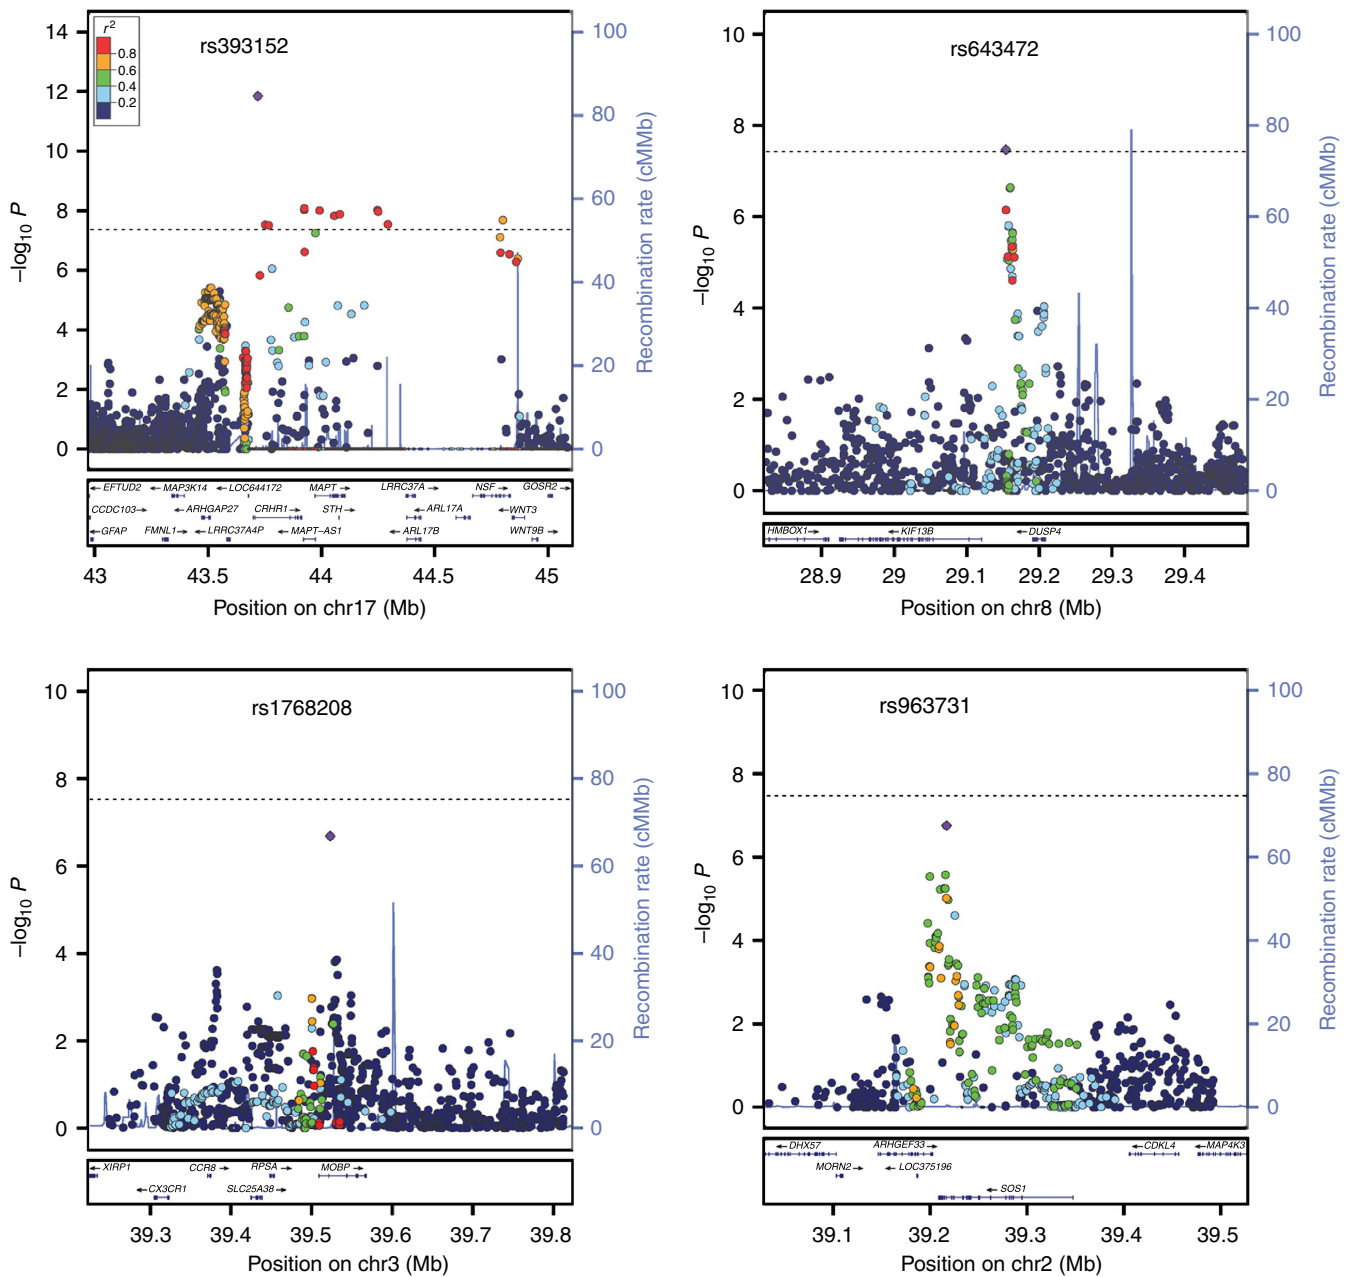 rs393152
r2
0.8
0.6
0.4
0.2
14
12
10
8
6
4
2
0
–log10 P
100
80
60
40
20
0
Recombination rate (cMMb)
EFTUD2 MAP3K14 LOC644172 MAPT LRRC37A NSF GOSR2
CCDC103 ARHGAP27 CRHR1 STH ARL17A WNT3
GFAP FMNL1 LRRC37A4P MAPT–AS1 ARL17B WNT9B
43 43.5 44 44.5 45
Position on chr17 (Mb)
rs643472
10
8
6
4
2
0
–log10 P
100
80
60
40
20
0
Recombination rate (cMMb)
HMBOX1 KIF13B DUSP4
28.9 29 29.1 29.2 29.3 29.4
Position on chr8 (Mb)
rs1768208
10
8
6
4
2
0
–log10 P
100
80
60
40
20
0
Recombination rate (cMMb)
XIRP1 CCR8 RPSA MOBP
CX3CR1 SLC25A38
39.3 39.4 39.5 39.6 39.7 39.8
Position on chr3 (Mb)
rs963731
10
8
6
4
2
0
–log10 P
100
80
60
40
20
0
Recombination rate (cMMb)
DHX57 ARHGEF33 CDKL4 MAP4K3
MORN2 LOC375196
SOS1
39.1 39.2 39.3 39.4 39.5
Position on chr2 (Mb)